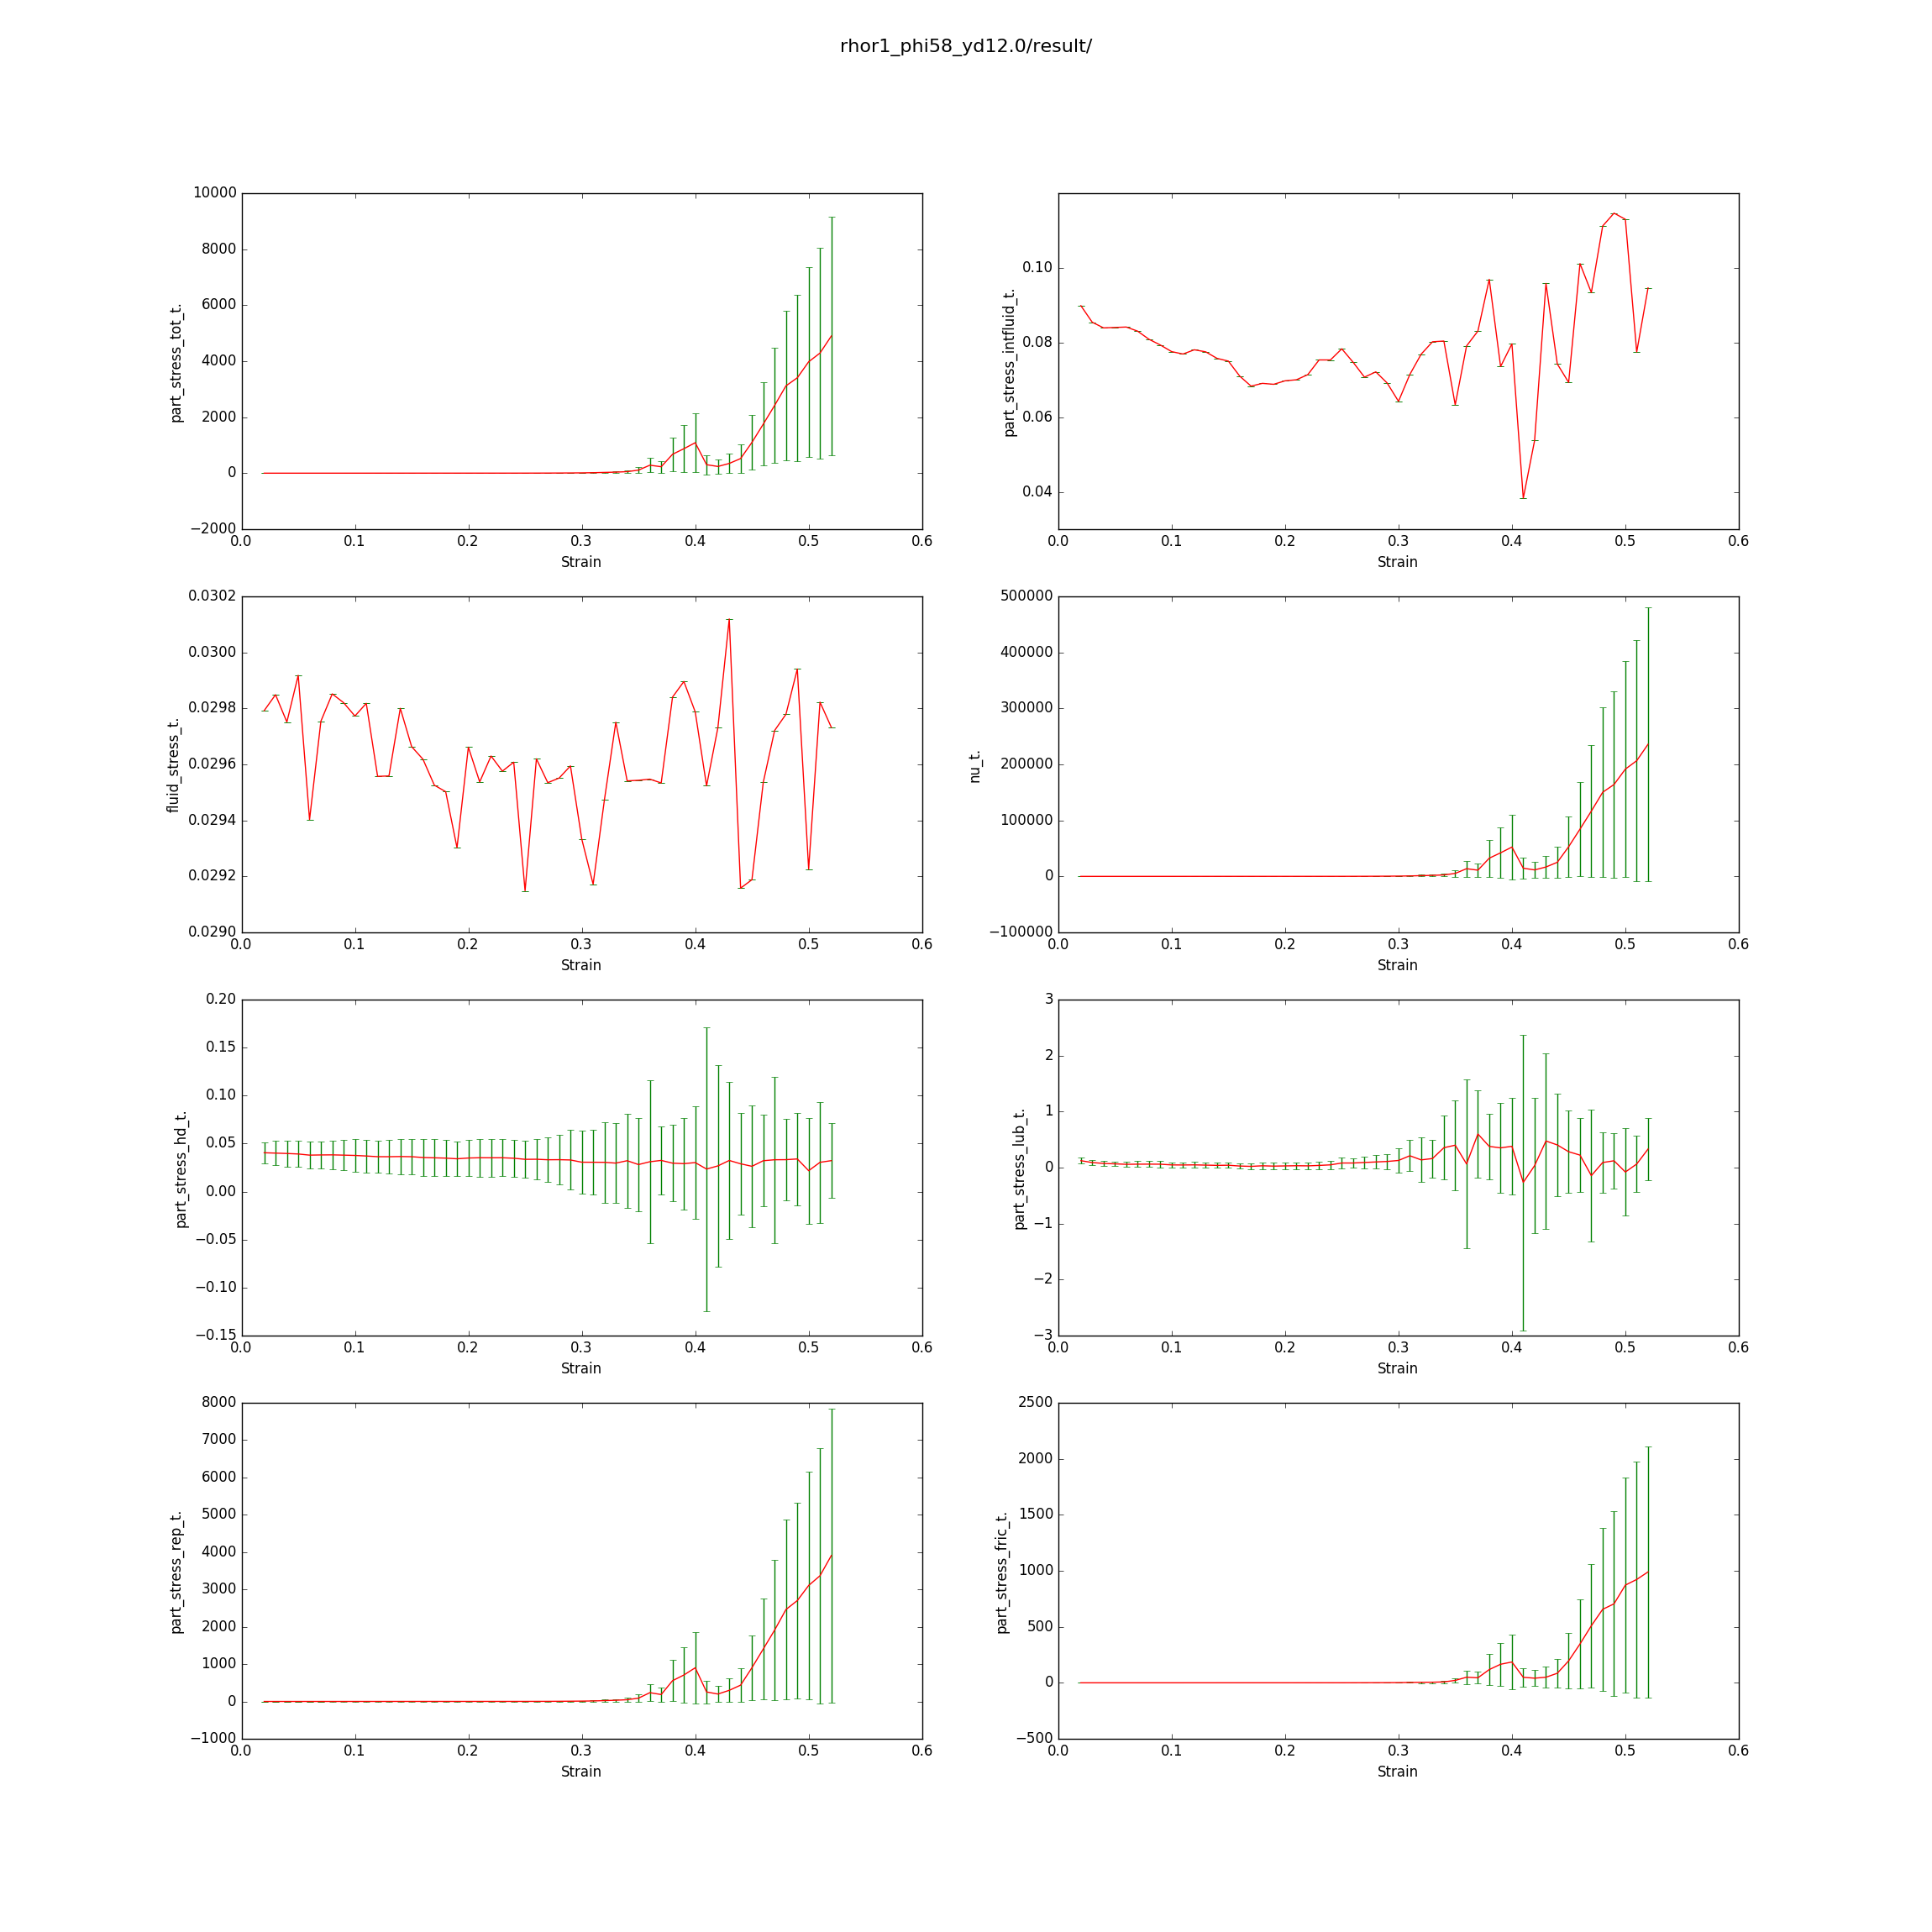 rhor1_phi58_yd12.0/result/
10000
8000
6000
4000
2000
0
−2000
part_stress_tot_t.
0.0 0.1 0.2 0.3 0.4 0.5 0.6
Strain
0.10
0.08
0.06
0.04
part_stress_intfluid_t.
0.0 0.1 0.2 0.3 0.4 0.5 0.6
Strain
0.0302
0.0300
0.0298
0.0296
0.0294
0.0292
0.0290
fluid_stress_t.
0.0 0.1 0.2 0.3 0.4 0.5 0.6
Strain
500000
400000
300000
200000
100000
0
−100000
nu_t.
0.0 0.1 0.2 0.3 0.4 0.5 0.6
Strain
0.20
0.15
0.10
0.05
0.00
−0.05
−0.10
−0.15
part_stress_hd_t.
0.0 0.1 0.2 0.3 0.4 0.5 0.6
Strain
3
2
1
0
−1
−2
−3
part_stress_lub_t.
0.0 0.1 0.2 0.3 0.4 0.5 0.6
Strain
8000
7000
6000
5000
4000
3000
2000
1000
0
−1000
part_stress_rep_t.
0.0 0.1 0.2 0.3 0.4 0.5 0.6
Strain
2500
2000
1500
1000
500
0
−500
part_stress_fric_t.
0.0 0.1 0.2 0.3 0.4 0.5 0.6
Strain